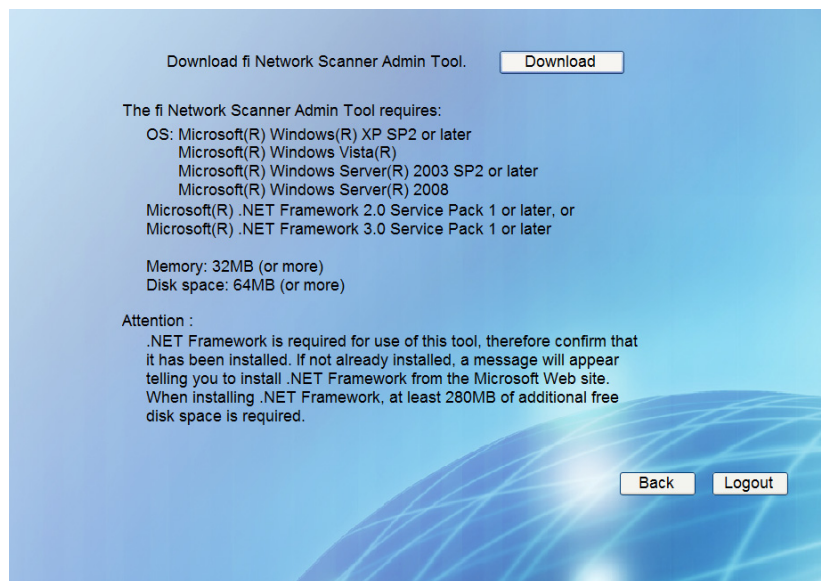 Download fi Network Scanner Admin Tool. Download
The fi Network Scanner Admin Tool requires:
OS: Microsoft(R) Windows(R) XP SP2 or later
Microsoft(R) Windows Vista(R)
Microsoft(R) Windows Server(R) 2003 SP2 or later
Microsoft(R) Windows Server(R) 2008
Microsoft(R) .NET Framework 2.0 Service Pack 1 or later, or
Microsoft(R) .NET Framework 3.0 Service Pack 1 or later
Memory: 32MB (or more)
Disk space: 64MB (or more)
Attention :
.NET Framework is required for use of this tool, therefore confirm that
it has been installed. If not already installed, a message will appear
telling you to install .NET Framework from the Microsoft Web site.
When installing .NET Framework, at least 280MB of additional free
disk space is required.
Back Logout